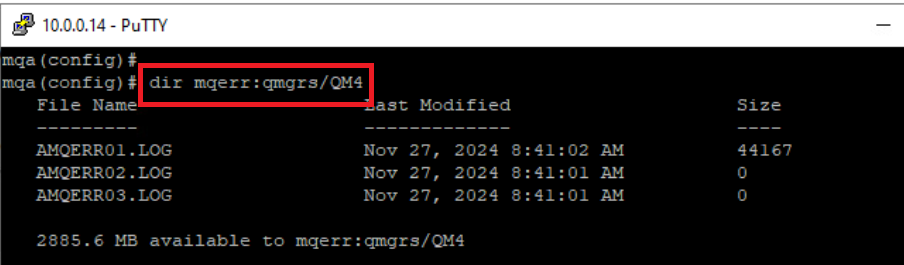 10.0.0.14 - PuTTY
mqa(config)#
mqa(config)# dir mqerr:qmgrs/QM4
File Name Last Modified Size
--------- ------------- ----
AMQERR01.LOG Nov 27, 2024 8:41:02 AM 44167
AMQERR02.LOG Nov 27, 2024 8:41:01 AM 0
AMQERR03.LOG Nov 27, 2024 8:41:01 AM 0
2885.6 MB available to mqerr:qmgrs/QM4